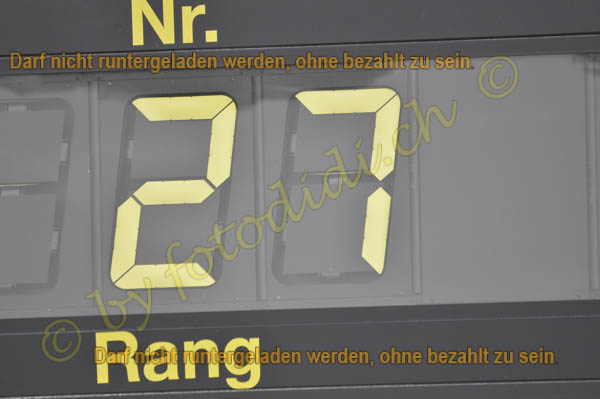 Nr.
Darf nicht runtergeladen werden, ohne bezahlt zu sein.
27
© by fotodidi.ch ©
Darf nicht runtergeladen werden, ohne bezahlt zu sein.
Rang